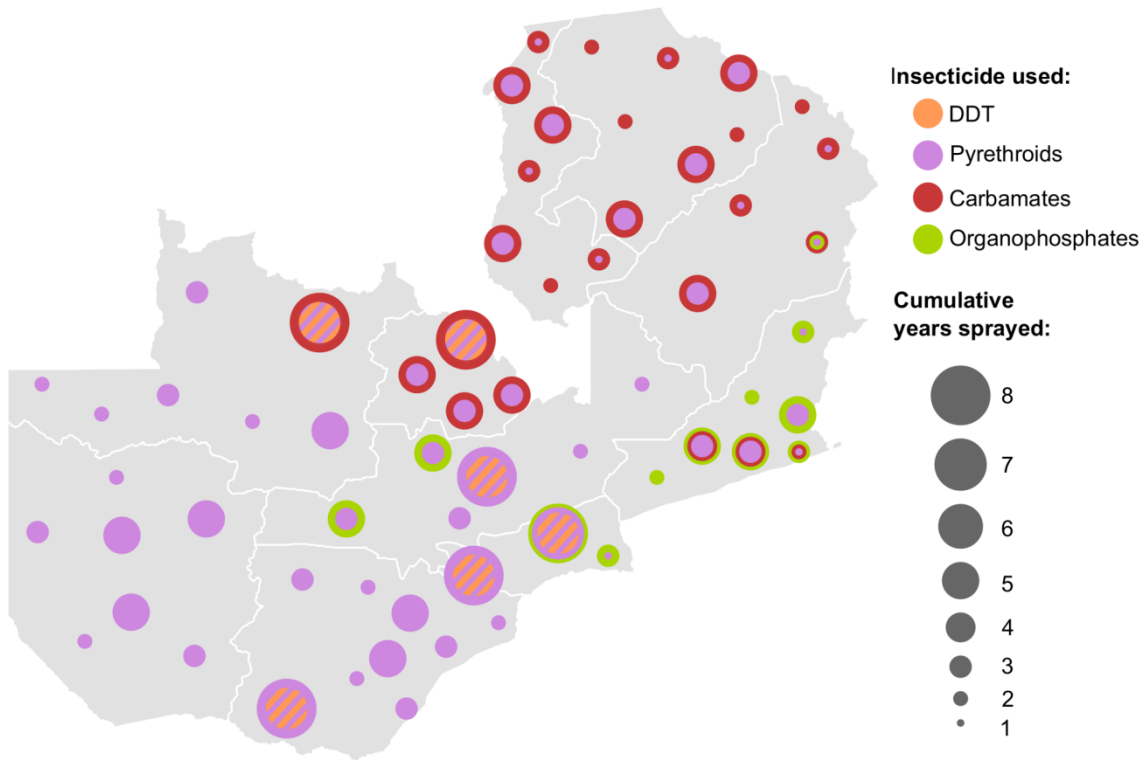 Insecticide used:
DDT
Pyrethroids
Carbamates
Organophosphates
Cumulative
years sprayed:
8
7
6
5
4
3
2
1